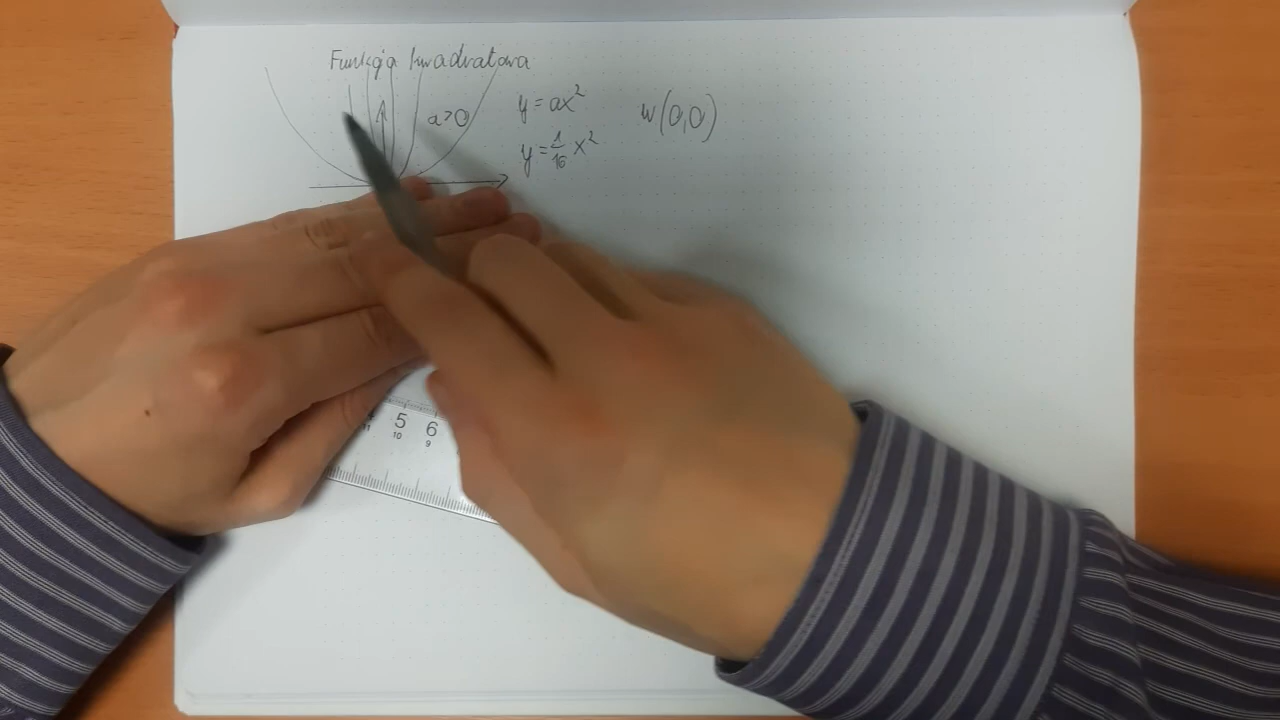 Funkcja kwadratowa
a>0
y=ax²
W(0,0)
y=1/16 x²
5 6
10 9